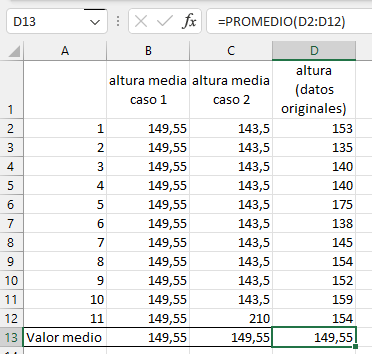 D13 fx =PROMEDIO(D2:D12)
A B C D
1 altura media caso 1 altura media caso 2 altura (datos originales)
2 1 149,55 143,5 153
3 2 149,55 143,5 135
4 3 149,55 143,5 140
5 4 149,55 143,5 140
6 5 149,55 143,5 175
7 6 149,55 143,5 138
8 7 149,55 143,5 145
9 8 149,55 143,5 154
10 9 149,55 143,5 152
11 10 149,55 143,5 159
12 11 149,55 210 154
13 Valor medio 149,55 149,55 149,55